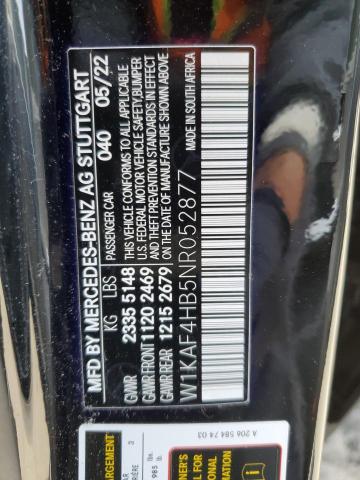 MFD BY MERCEDES-BENZ AG STUTTGART
PASSENGER CAR 040 05/22
KG LBS
GVWR 2335 5148
GAWR FRONT 1120 2469
GAWR REAR 1215 2679
THIS VEHICLE CONFORMS TO ALL APPLICABLE
U.S. FEDERAL MOTOR VEHICLE SAFETY, BUMPER
AND THEFT PREVENTION STANDARDS IN EFFECT
ON THE DATE OF MANUFACTURE SHOWN ABOVE.
W1KAF4HB5NR052877
MADE IN SOUTH AFRICA
A 206 584 74 03